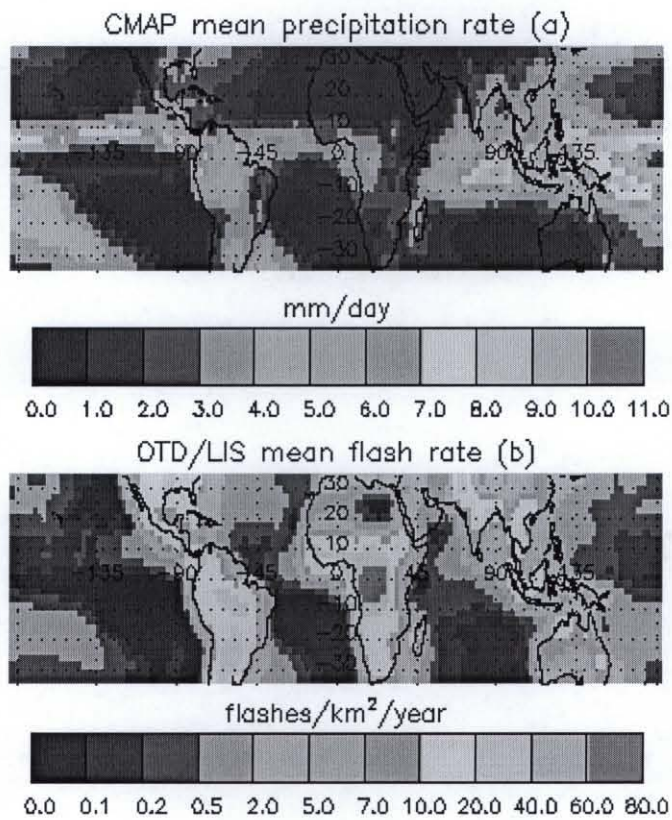 CMAP mean precipitation rate (a)
30
20
10
135 90 45 0 45 90 135
-10
-20
-30
mm/day
0.0 1.0 2.0 3.0 4.0 5.0 6.0 7.0 8.0 9.0 10.0 11.0
OTD/LIS mean flash rate (b)
30
20
10
135 90 45 0 45 90 135
-10
-20
-30
flashes/km²/year
0.0 0.1 0.2 0.5 2.0 5.0 7.0 10.0 20.0 40.0 60.0 80.0